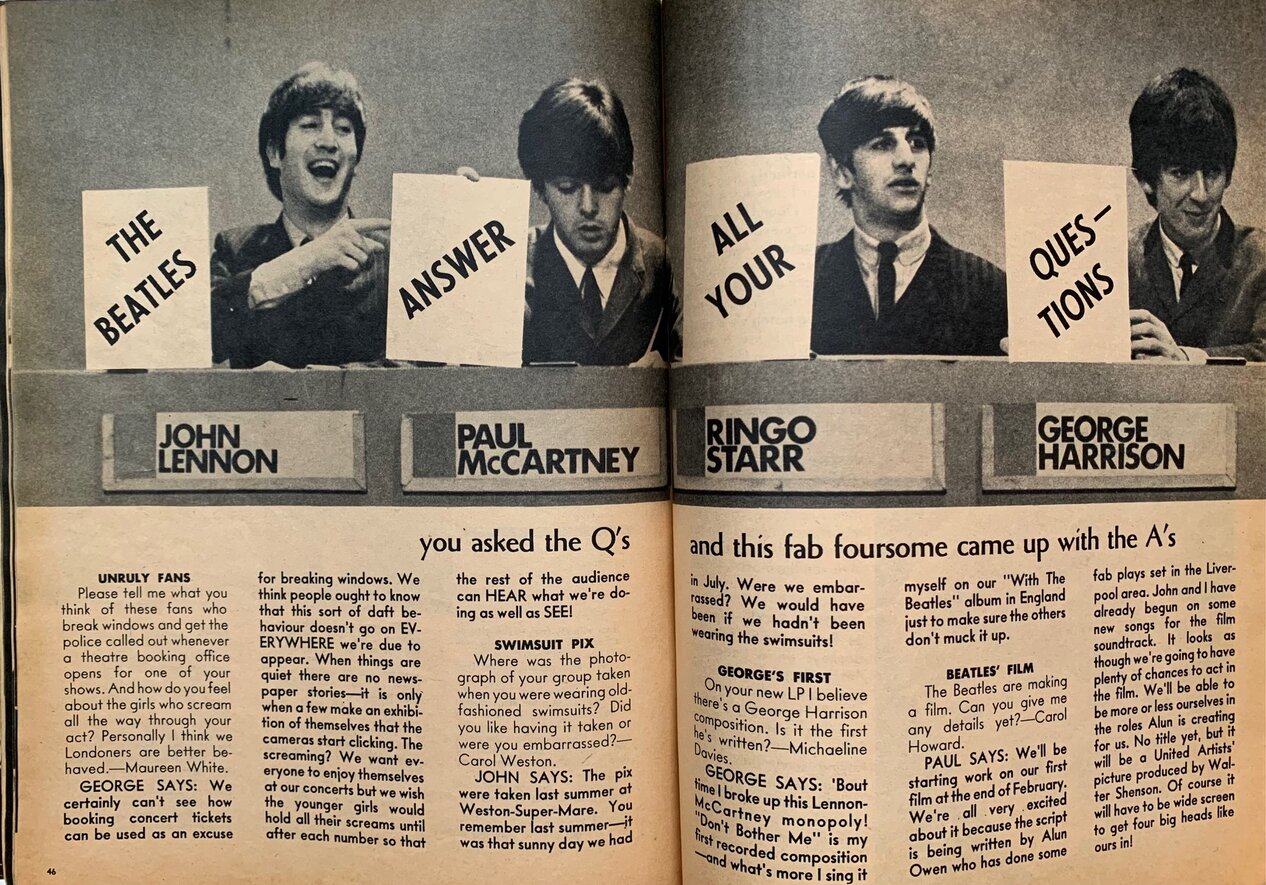 THE
BEATLES
ANSWER
ALL
YOUR
QUES-
TIONS
JOHN
LENNON
PAUL
McCARTNEY
RINGO
STARR
GEORGE
HARRISON
you asked the Q's
and this fab foursome came up with the A's
UNRULY FANS
Please tell me what you
think of these fans who
break windows and get the
police called out whenever
a theatre booking office
opens for one of your
shows. And how do you feel
about the girls who scream
all the way through your
act? Personally I think we
Londoners are better be-
haved.—Maureen White.
GEORGE SAYS: We
certainly can't see how
booking concert tickets
can be used as an excuse
for breaking windows. We
think people ought to know
that this sort of daft be-
haviour doesn't go on EV-
ERYWHERE we're due to
appear. When things are
quiet there are no news-
paper stories—it is only
when a few make an exhibi-
tion of themselves that the
cameras start clicking. The
screaming? We want ev-
eryone to enjoy themselves
at our concerts but we wish
the younger girls would
hold all their screams until
after each number so that
the rest of the audience
can HEAR what we're do-
ing as well as SEE!
SWIMSUIT PIX
Where was the photo-
graph of your group taken
when you were wearing old-
fashioned swimsuits? Did
you like having it taken or
were you embarrassed?—
Carol Weston.
JOHN SAYS: The pix
were taken last summer at
Weston-Super-Mare. You
remember last summer—it
was that sunny day we had
in July. Were we embar-
rassed? We would have
been if we hadn't been
wearing the swimsuits!
GEORGE'S FIRST
On your new LP I believe
there's a George Harrison
composition. Is it the first
he's written?—Michaeline
Davies.
GEORGE SAYS: 'Bout
time I broke up this Lennon-
McCartney monopoly!
"Don't Bother Me" is my
first recorded composition
—and what's more I sing it
myself on our "With The
Beatles" album in England
just to make sure the others
don't muck it up.
BEATLES' FILM
The Beatles are making
a film. Can you give me
any details yet?—Carol
Howard.
PAUL SAYS: We'll be
starting work on our first
film at the end of February.
We're all very excited
about it because the script
is being written by Alun
Owen who has done some
fab plays set in the Liver-
pool area. John and I have
already begun on some
new songs for the film
soundtrack. It looks as
though we're going to have
plenty of chances to act in
the film. We'll be able to
be more or less ourselves in
the roles Alun is creating
for us. No title yet, but it
will be a United Artists'
picture produced by Wal-
ter Shenson. Of course it
will have to be wide screen
to get four big heads like
ours in!
46